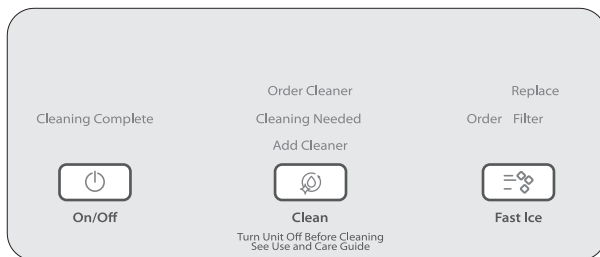 Order Cleaner
Replace
Cleaning Complete
Cleaning Needed
Order Filter
Add Cleaner
On/Off
Clean
Fast Ice
Turn Unit Off Before Cleaning
See Use and Care Guide